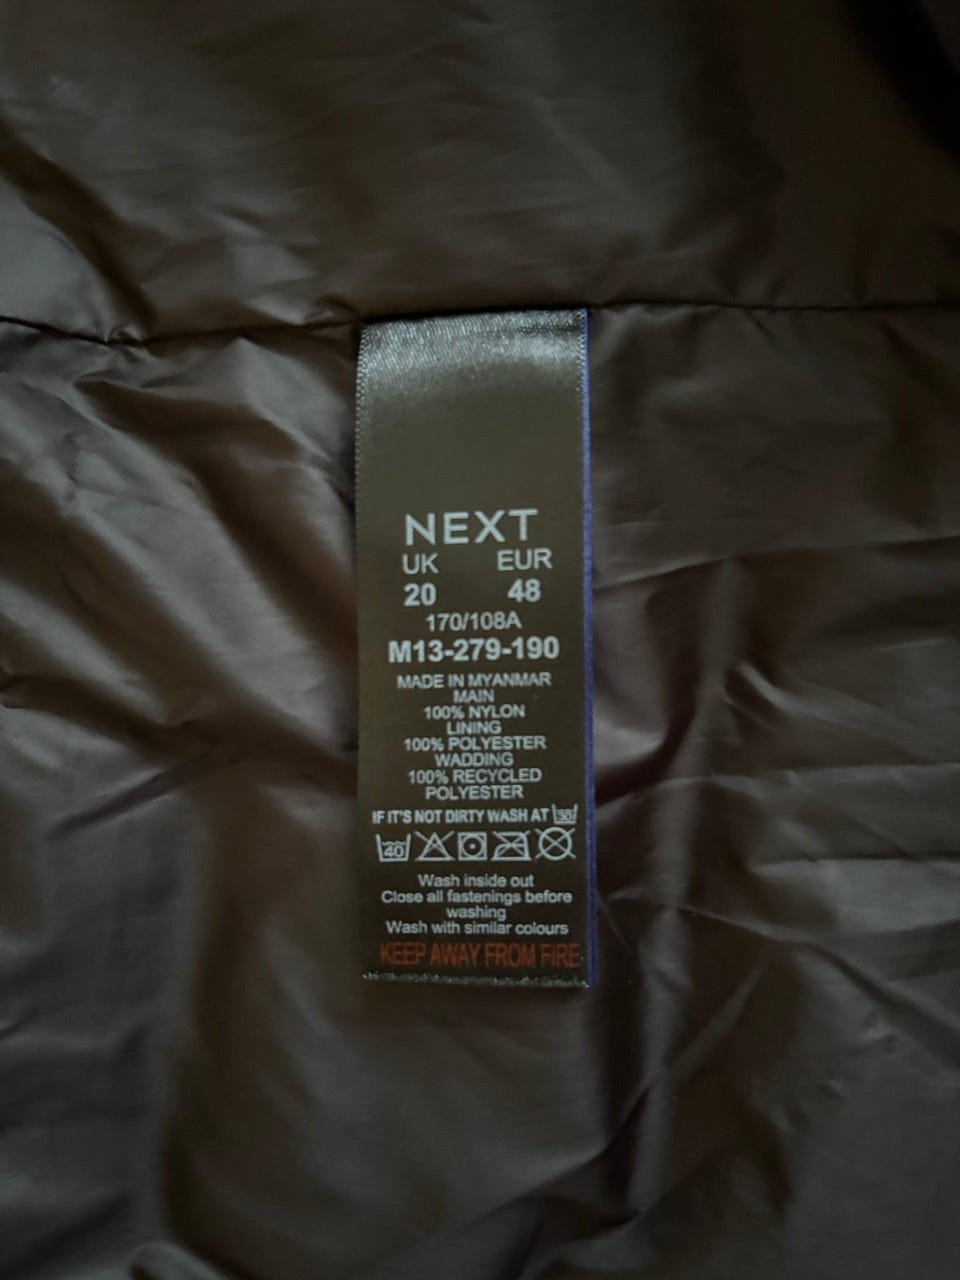 NEXT
UK EUR
20 48
170/108A
M13-279-190
MADE IN MYANMAR
MAIN
100% NYLON
LINING
100% POLYESTER
WADDING
100% RECYCLED
POLYESTER
IF IT'S NOT DIRTY WASH AT 30
40
Wash inside out
Close all fastenings before
washing
Wash with similar colours
KEEP AWAY FROM FIRE